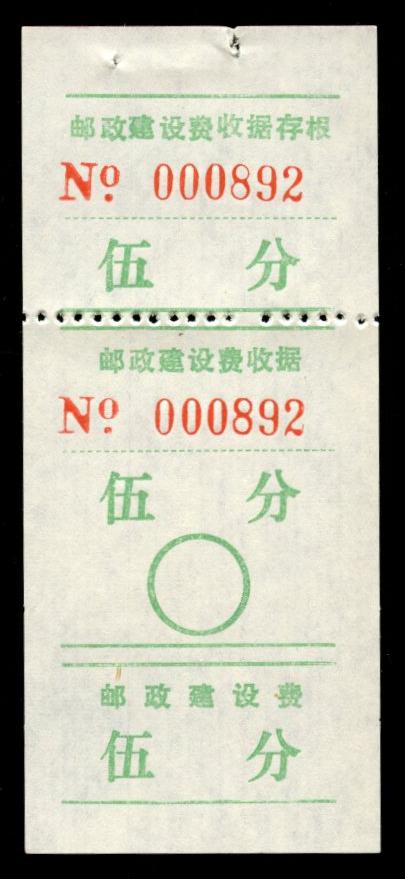 邮政建设费收据存根
Nº 000892
伍 分
邮政建设费收据
Nº 000892
伍 分
邮政建设费
伍 分